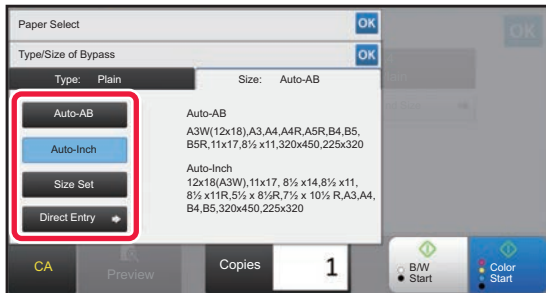 Paper Select
OK
OK
Type/Size of Bypass
OK
Type: Plain
Size: Auto-AB
Auto-AB
Auto-Inch
Size Set
Direct Entry
Auto-AB
A3W(12x18),A3,A4,A4R,A5R,B4,B5,
B5R,11x17,8½ x11,320x450,225x320
Auto-Inch
12x18(A3W),11x17, 8½ x14,8½ x11,
8½ x11R,5½ x 8½R,7½ x 10½ R,A3,A4,
B4,B5,320x450,225x320
CA
Preview
Copies
1
B/W
Start
Color
Start